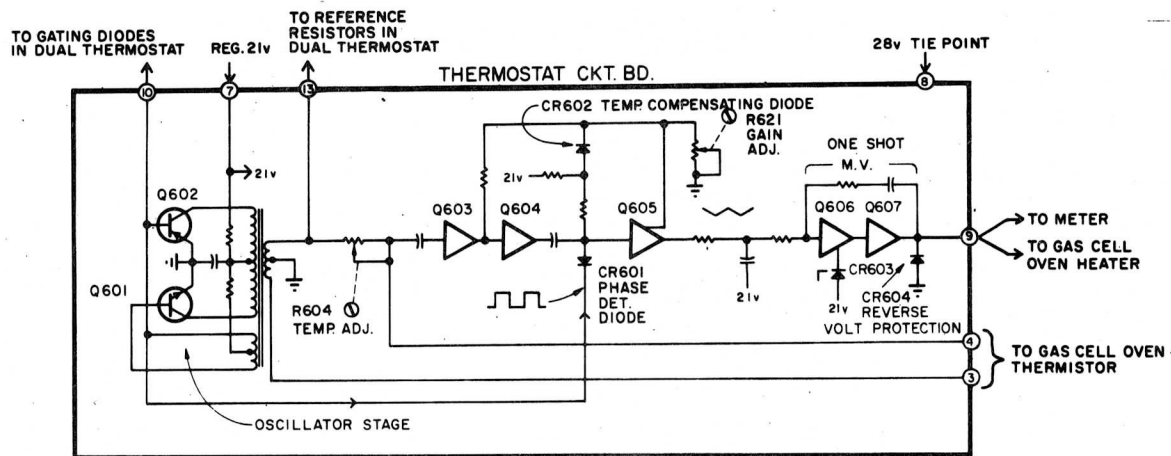 TO GATING DIODES
IN DUAL THERMOSTAT
REG. 21v
TO REFERENCE
RESISTORS IN
DUAL THERMOSTAT
28v TIE POINT
THERMOSTAT CKT. BD.
10
7
13
8
CR602 TEMP. COMPENSATING DIODE
R621
GAIN
ADJ.
ONE SHOT
M.V.
21v
21v
Q602
Q603
Q604
Q605
Q606
Q607
9
TO METER
TO GAS CELL
OVEN HEATER
Q601
R604
TEMP. ADJ.
CR601
PHASE
DET.
DIODE
21v
CR603
21v
CR604
REVERSE
VOLT PROTECTION
4
3
TO GAS CELL OVEN
THERMISTOR
OSCILLATOR STAGE